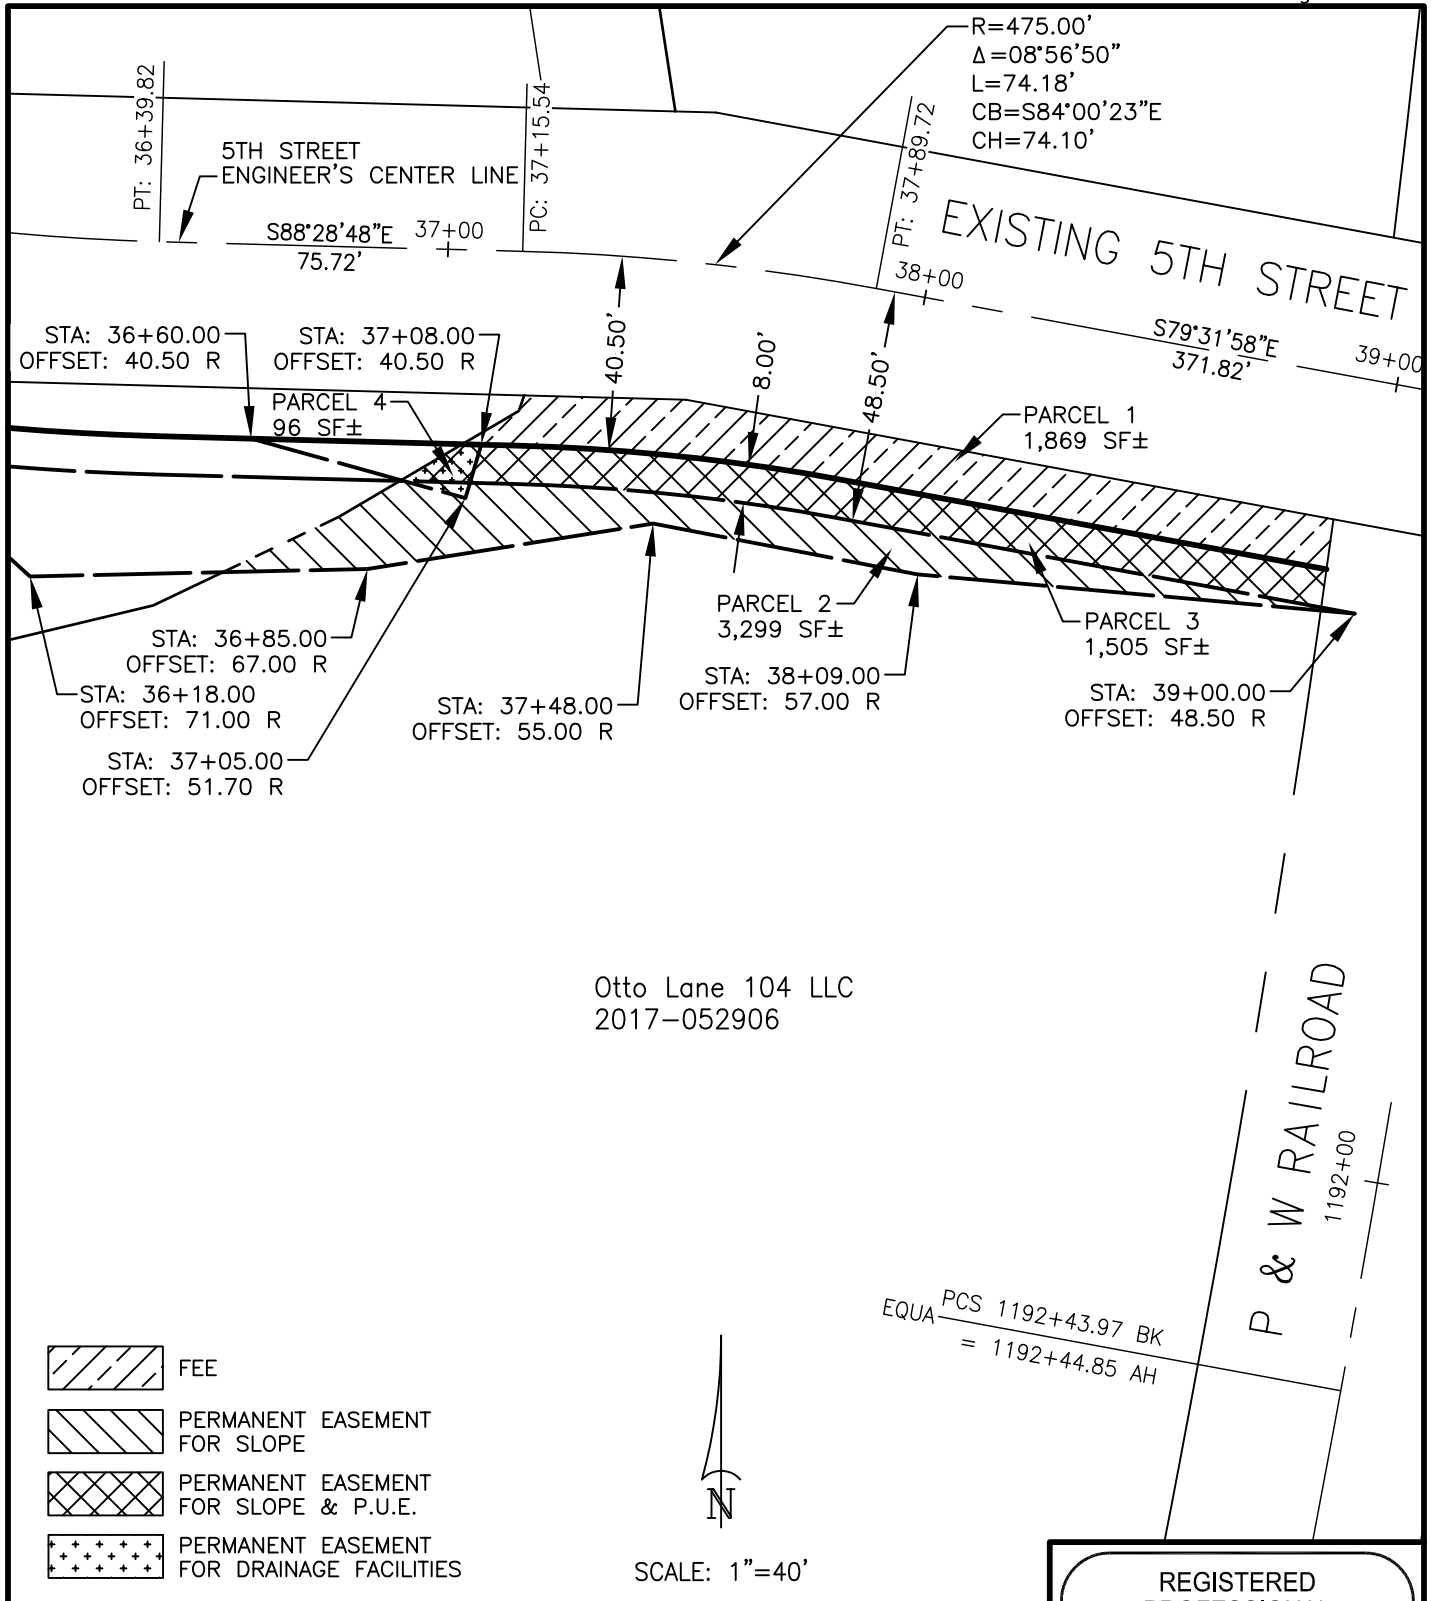 R=475.00'
Δ=08°56'50"
L=74.18'
CB=S84°00'23"E
CH=74.10'
PT: 36+39.82
PC: 37+15.54
PT: 37+89.72
5TH STREET
ENGINEER'S CENTER LINE
S88°28'48"E
75.72'
37+00
EXISTING 5TH STREET
38+00
S79°31'58"E
371.82'
39+00
STA: 36+60.00
OFFSET: 40.50 R
STA: 37+08.00
OFFSET: 40.50 R
40.50'
8.00'
48.50'
PARCEL 4
96 SF±
PARCEL 1
1,869 SF±
PARCEL 2
3,299 SF±
PARCEL 3
1,505 SF±
STA: 36+85.00
OFFSET: 67.00 R
STA: 36+18.00
OFFSET: 71.00 R
STA: 37+48.00
OFFSET: 55.00 R
STA: 38+09.00
OFFSET: 57.00 R
STA: 39+00.00
OFFSET: 48.50 R
STA: 37+05.00
OFFSET: 51.70 R
Otto Lane 104 LLC
2017-052906
P & W RAILROAD
1192+00
EQUA
PCS 1192+43.97 BK
= 1192+44.85 AH
FEE
PERMANENT EASEMENT
FOR SLOPE
PERMANENT EASEMENT
FOR SLOPE & P.U.E.
PERMANENT EASEMENT
FOR DRAINAGE FACILITIES
N
SCALE: 1"=40'
REGISTERED